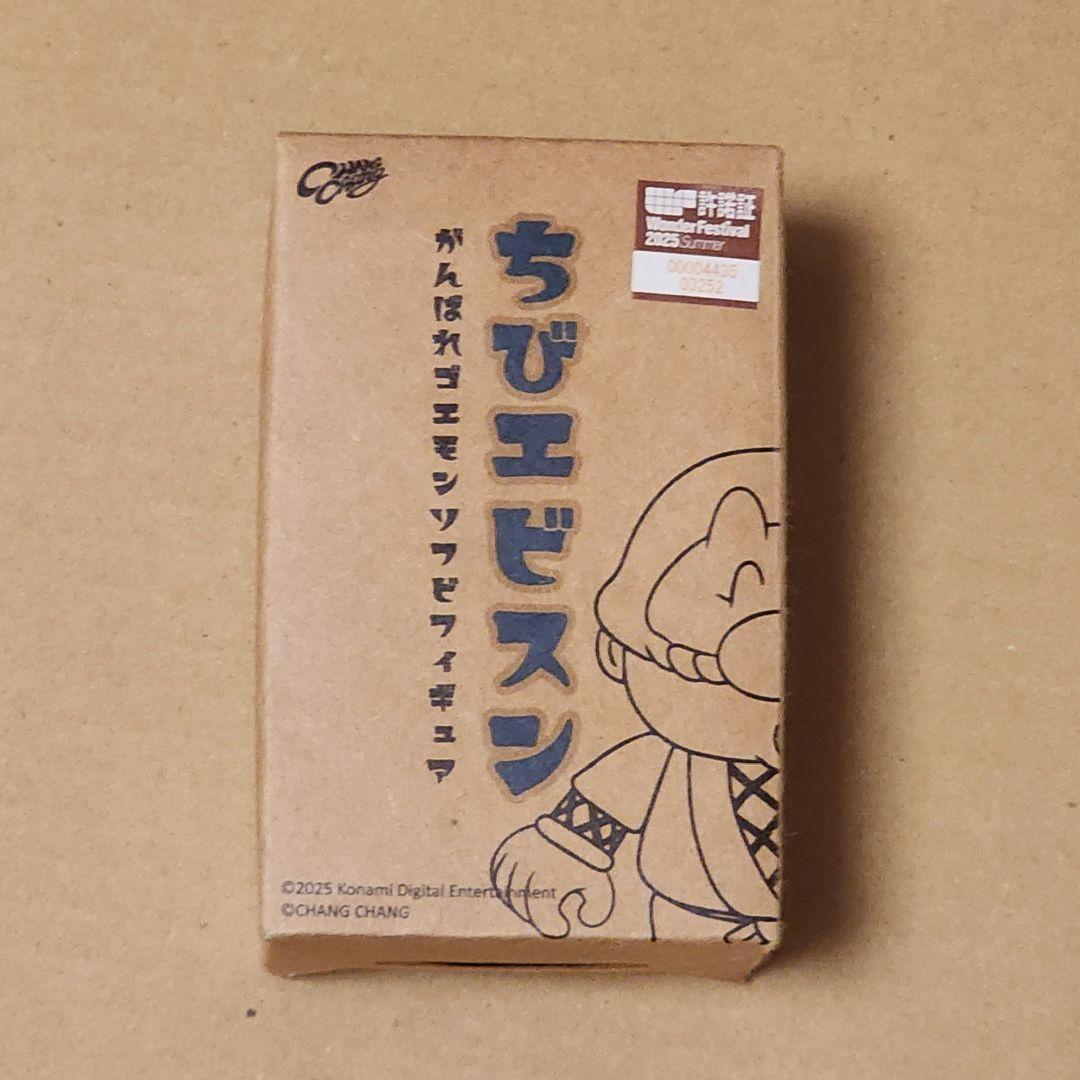 CHANG CHANG
許諾証
Wonder Festival
2025 Summer
00004435
03252
ちびエビスン
がんばれゴエモンソフビフィギュア
©2025 Konami Digital Entertainment
©CHANG CHANG